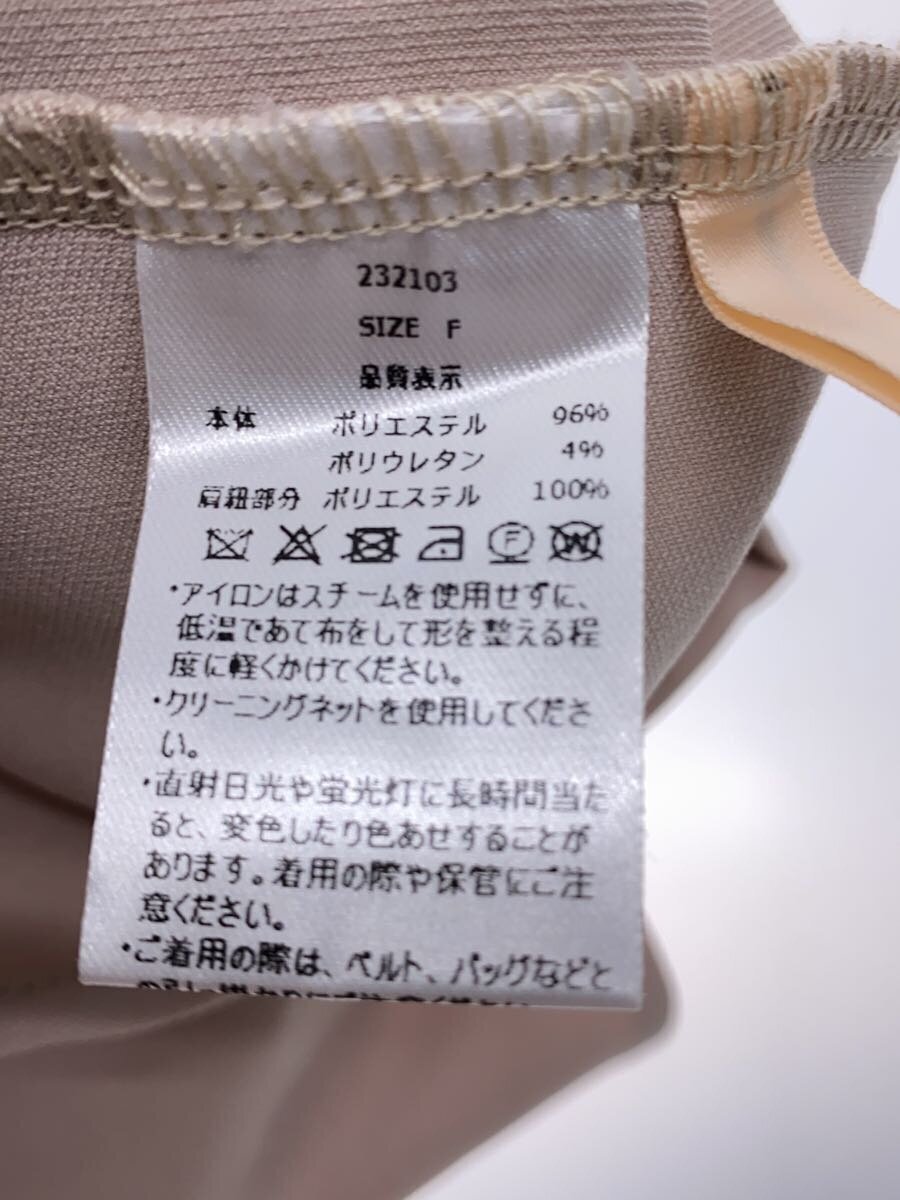 232103
SIZE F
品質表示
本体 ポリエステル 96%
ポリウレタン 4%
肩紐部分 ポリエステル 100%
F W
・アイロンはスチームを使用せずに、
低温であて布をして形を整える程
度に軽くかけてください。
・クリーニングネットを使用してくださ
い。
・直射日光や蛍光灯に長時間当た
ると、変色したり色あせすることが
あります。着用の際や保管にご注
意ください。
・ご着用の際は、ベルト、バッグなどと